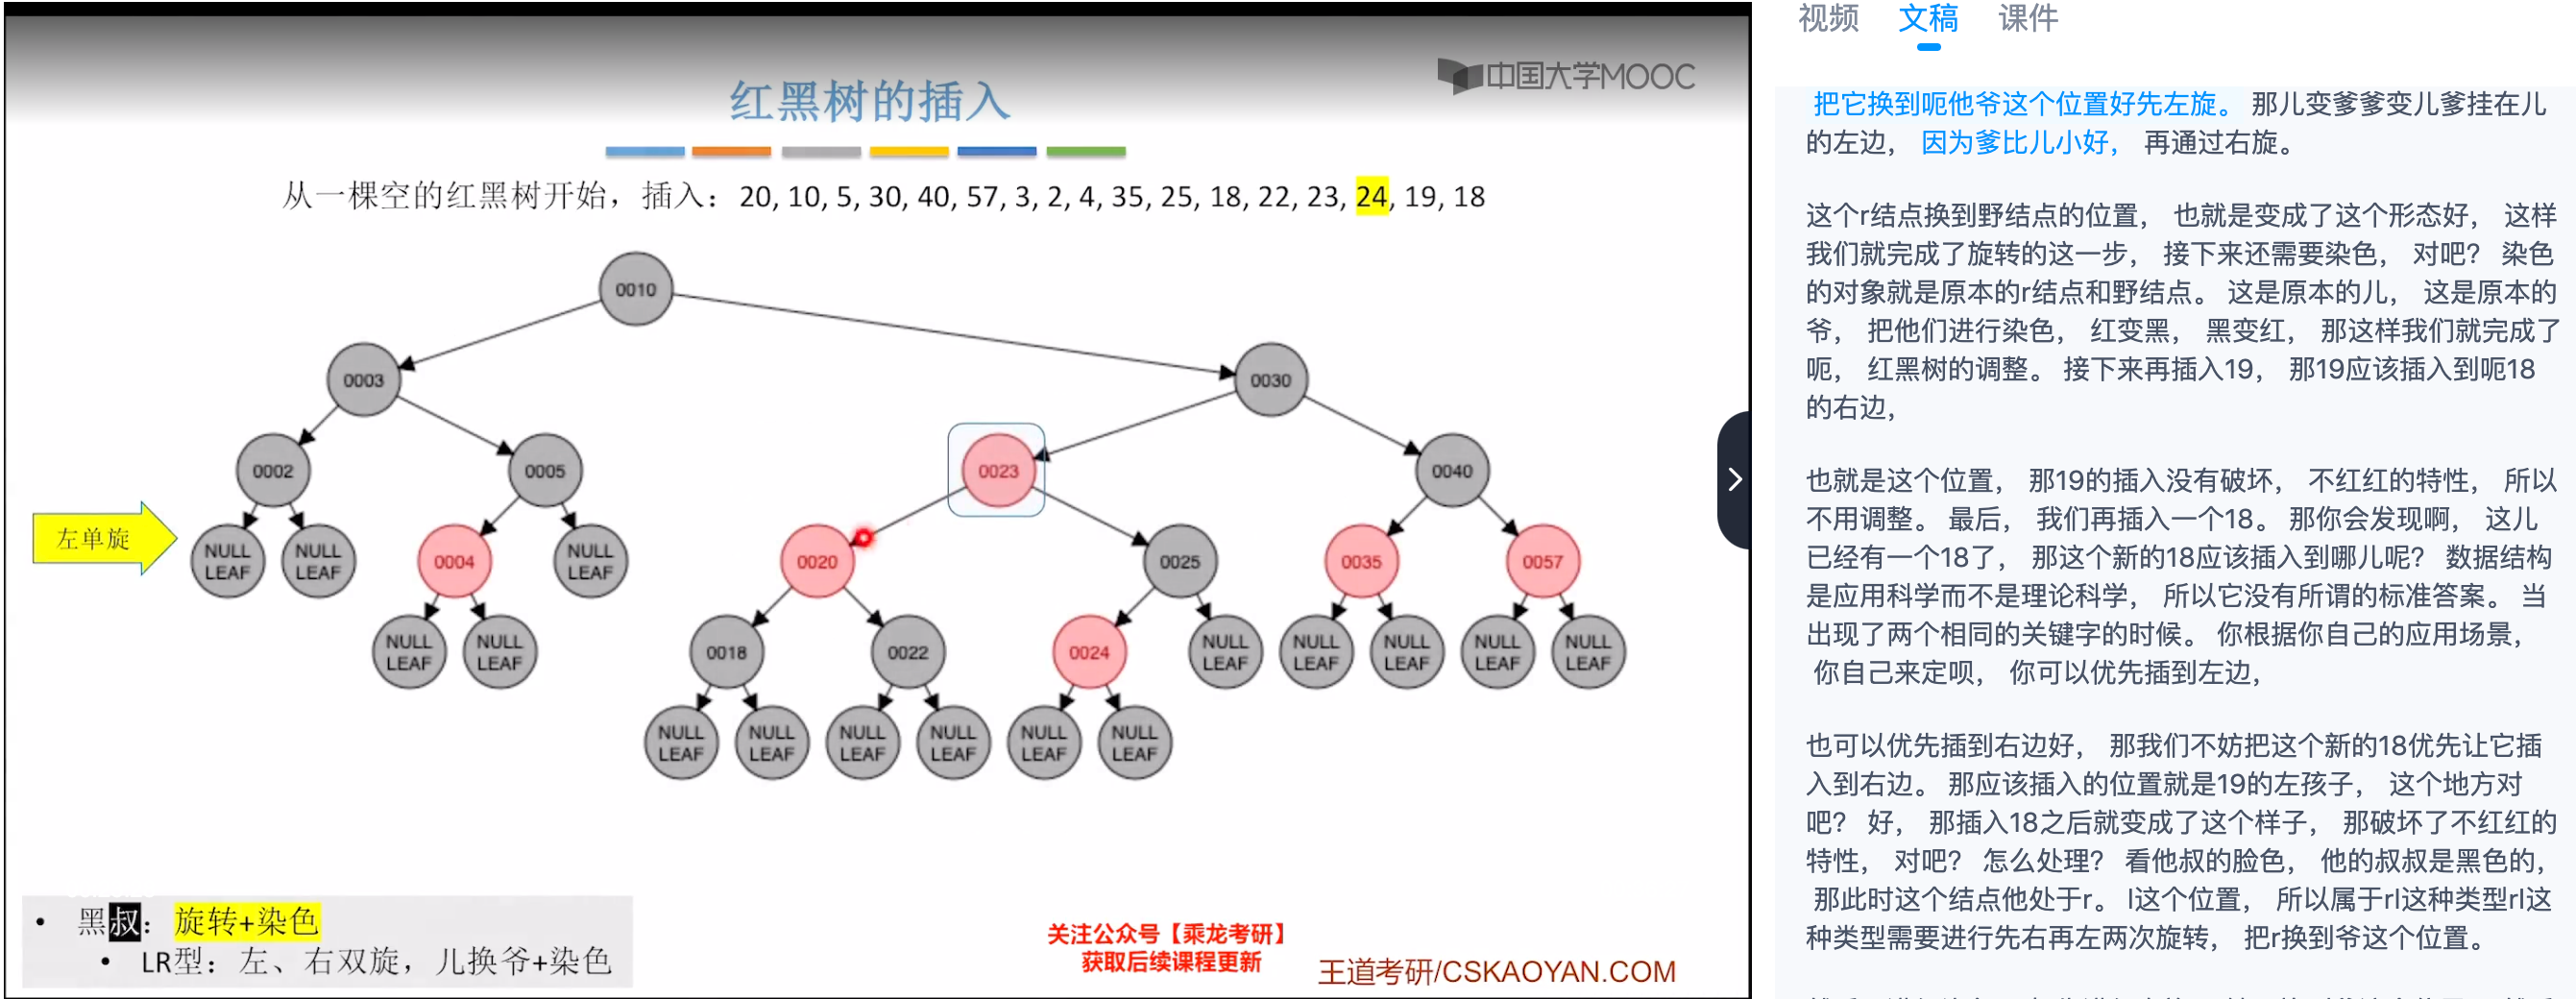 中国大学MOOC
红黑树的插入
从一棵空的红黑树开始，插入：20, 10, 5, 30, 40, 57, 3, 2, 4, 35, 25, 18, 22, 23, 24, 19, 18
0010
0003
0030
0002
0005
0023
0040
左单旋
NULL LEAF
NULL LEAF
0004
NULL LEAF
0020
0025
0035
0057
NULL LEAF
NULL LEAF
0018
0022
0024
NULL LEAF
NULL LEAF
NULL LEAF
NULL LEAF
NULL LEAF
NULL LEAF
NULL LEAF
NULL LEAF
NULL LEAF
NULL LEAF
NULL LEAF
• 黑叔：旋转+染色
• LR型：左、右双旋，儿换爷+染色
关注公众号【乘龙考研】
获取后续课程更新
王道考研/CSKAOYAN.COM
视频 文稿 课件
把它换到呃他爷这个位置好先左旋。 那儿变爹爹变儿爹挂在儿
的左边， 因为爹比儿小好， 再通过右旋。
这个r结点换到野结点的位置， 也就是变成了这个形态好， 这样
我们就完成了旋转的这一步， 接下来还需要染色， 对吧？ 染色
的对象就是原本的r结点和野结点。 这是原本的儿， 这是原本的
爷， 把他们进行染色， 红变黑， 黑变红， 那这样我们就完成了
呃， 红黑树的调整。 接下来再插入19， 那19应该插入到呃18
的右边，
也就是这个位置， 那19的插入没有破坏， 不红红的特性， 所以
不用调整。 最后， 我们再插入一个18。 那你会发现啊， 这儿
已经有一个18了， 那这个新的18应该插入到哪儿呢？ 数据结构
是应用科学而不是理论科学， 所以它没有所谓的标准答案。 当
出现了两个相同的关键字的时候。 你根据你自己的应用场景，
你自己来定呗， 你可以优先插到左边，
也可以优先插到右边好， 那我们不妨把这个新的18优先让它插
入到右边。 那应该插入的位置就是19的左孩子， 这个地方对
吧？ 好， 那插入18之后就变成了这个样子， 那破坏了不红红的
特性， 对吧？ 怎么处理？ 看他叔的脸色， 他的叔叔是黑色的，
那此时这个结点他处于r。 l这个位置， 所以属于rl这种类型rl这
种类型需要进行先右再左两次旋转， 把r换到爷这个位置。